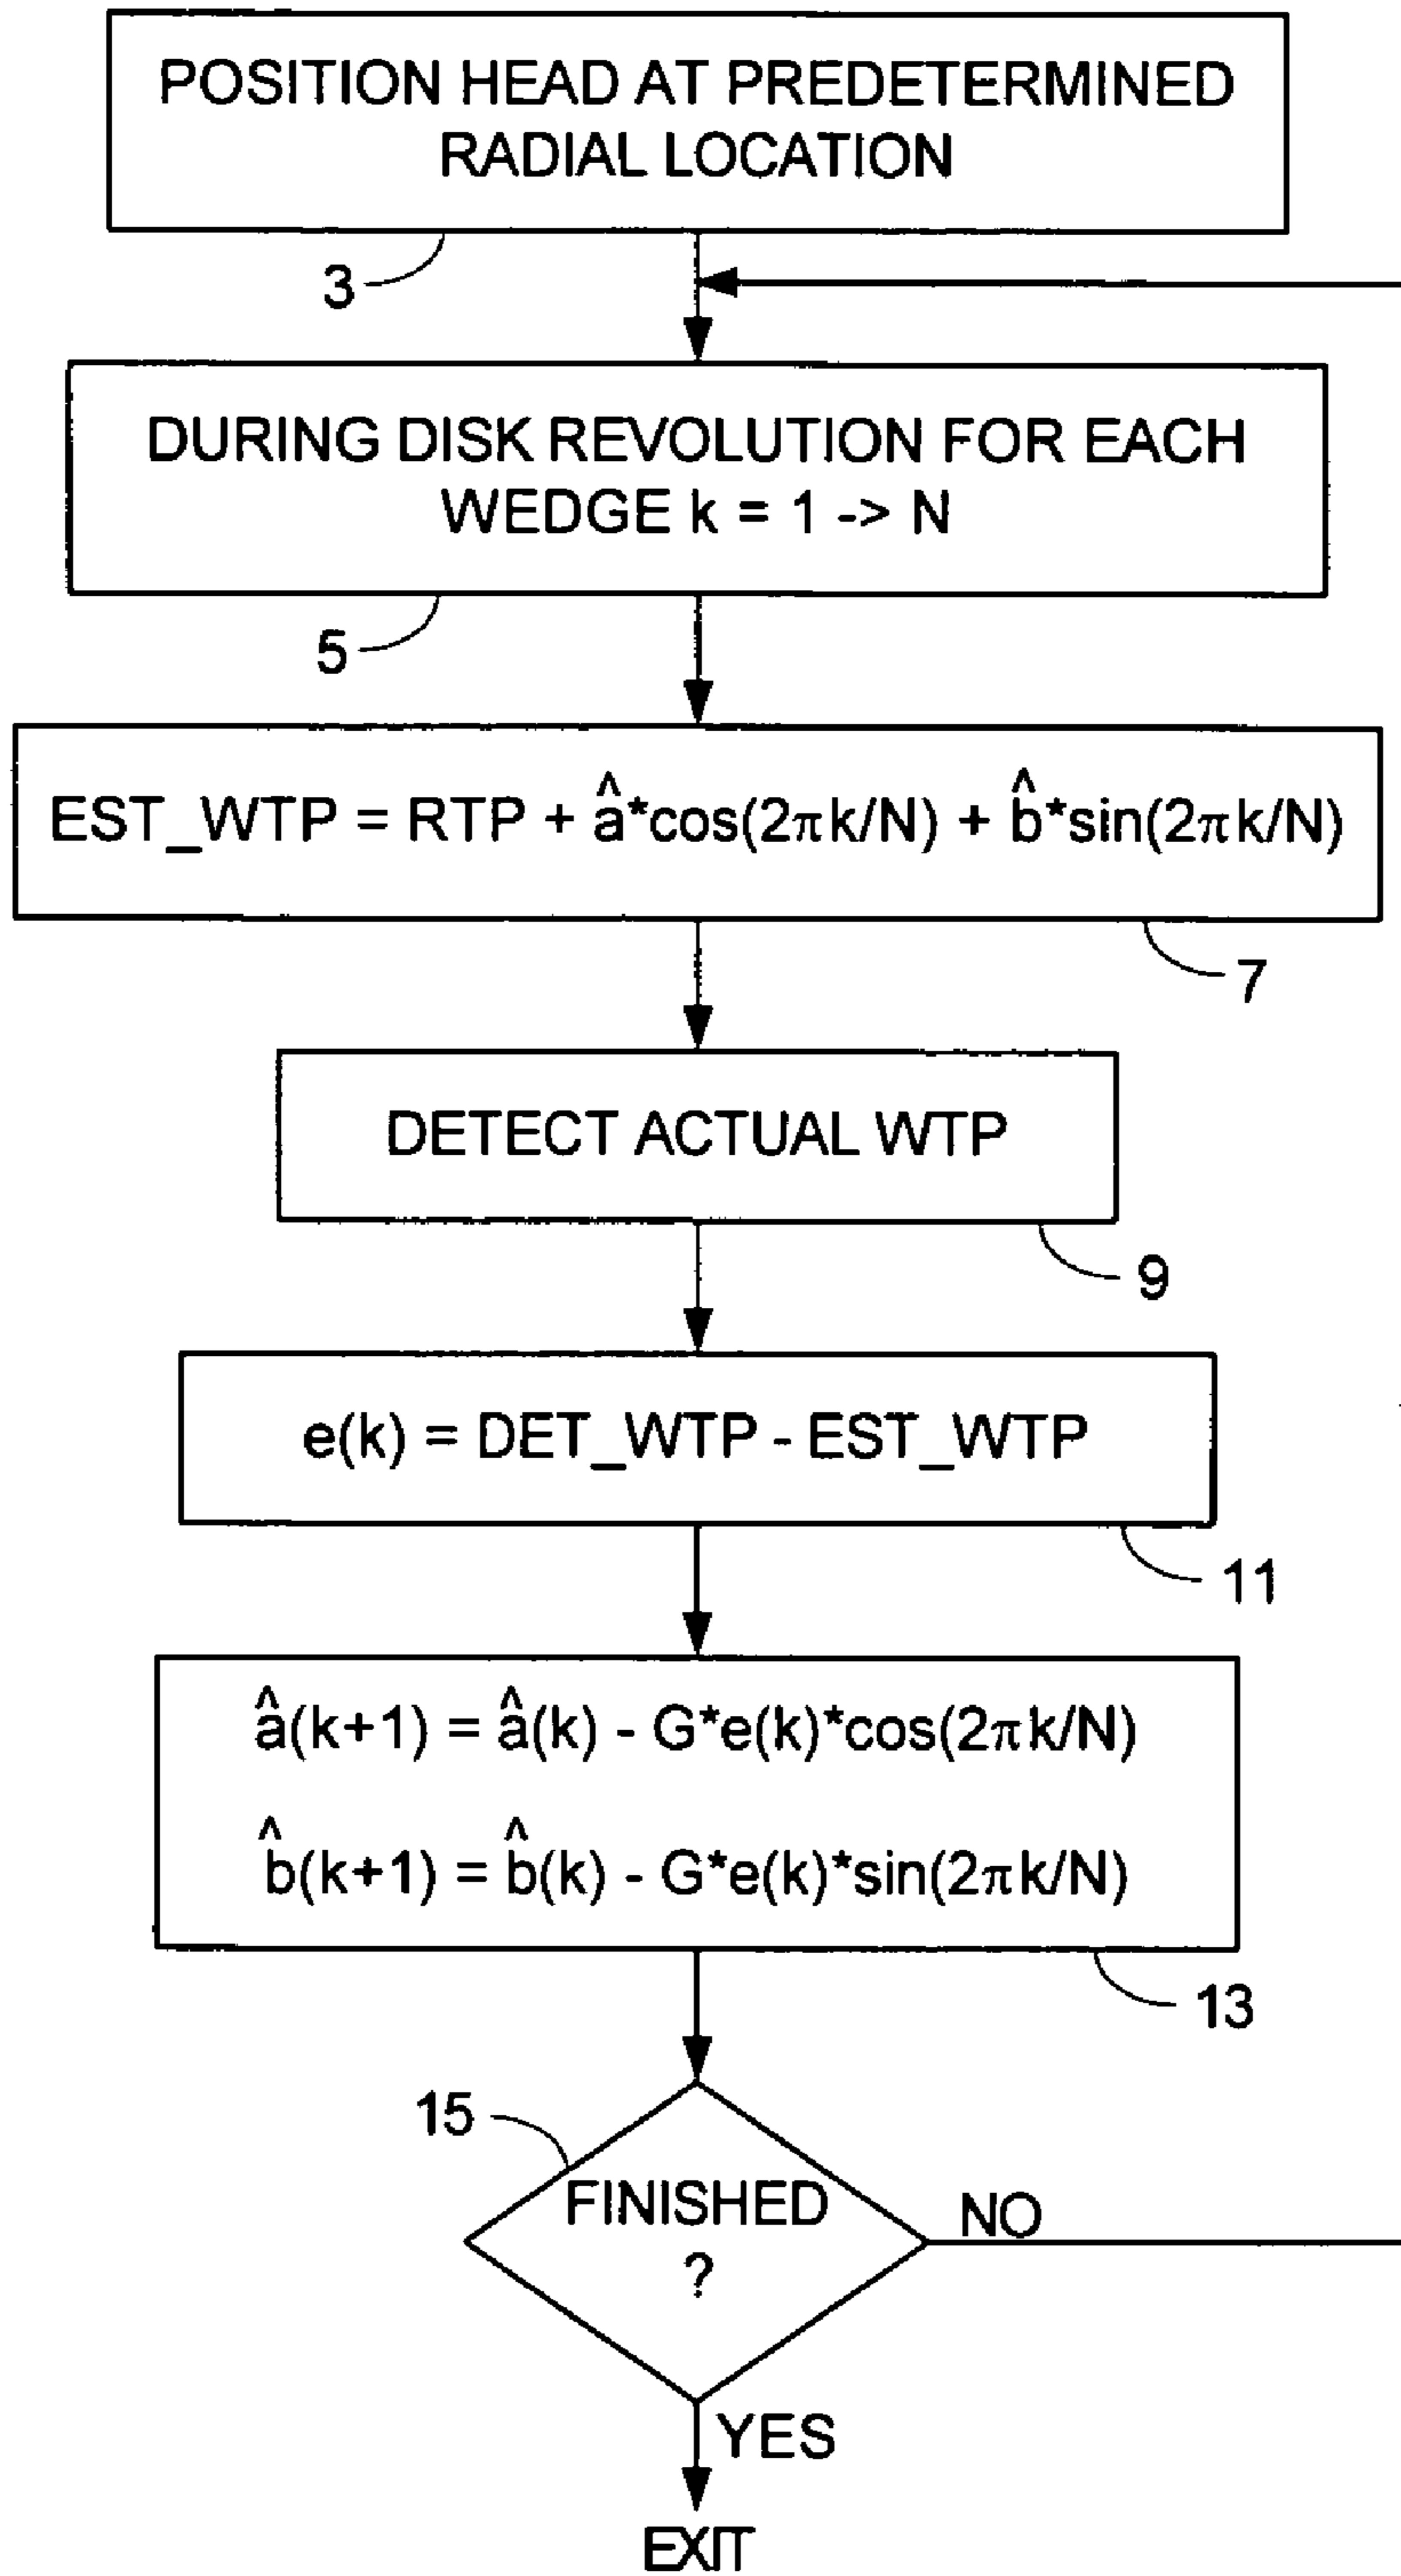 POSITION HEAD AT PREDETERMINED
RADIAL LOCATION
3
DURING DISK REVOLUTION FOR EACH
WEDGE k = 1 -> N
5
EST_WTP = RTP + â*cos(2πk/N) + b̂*sin(2πk/N)
7
DETECT ACTUAL WTP
9
e(k) = DET_WTP - EST_WTP
11
â(k+1) = â(k) - G*e(k)*cos(2πk/N)
b̂(k+1) = b̂(k) - G*e(k)*sin(2πk/N)
13
15
FINISHED
?
NO
YES
EXIT